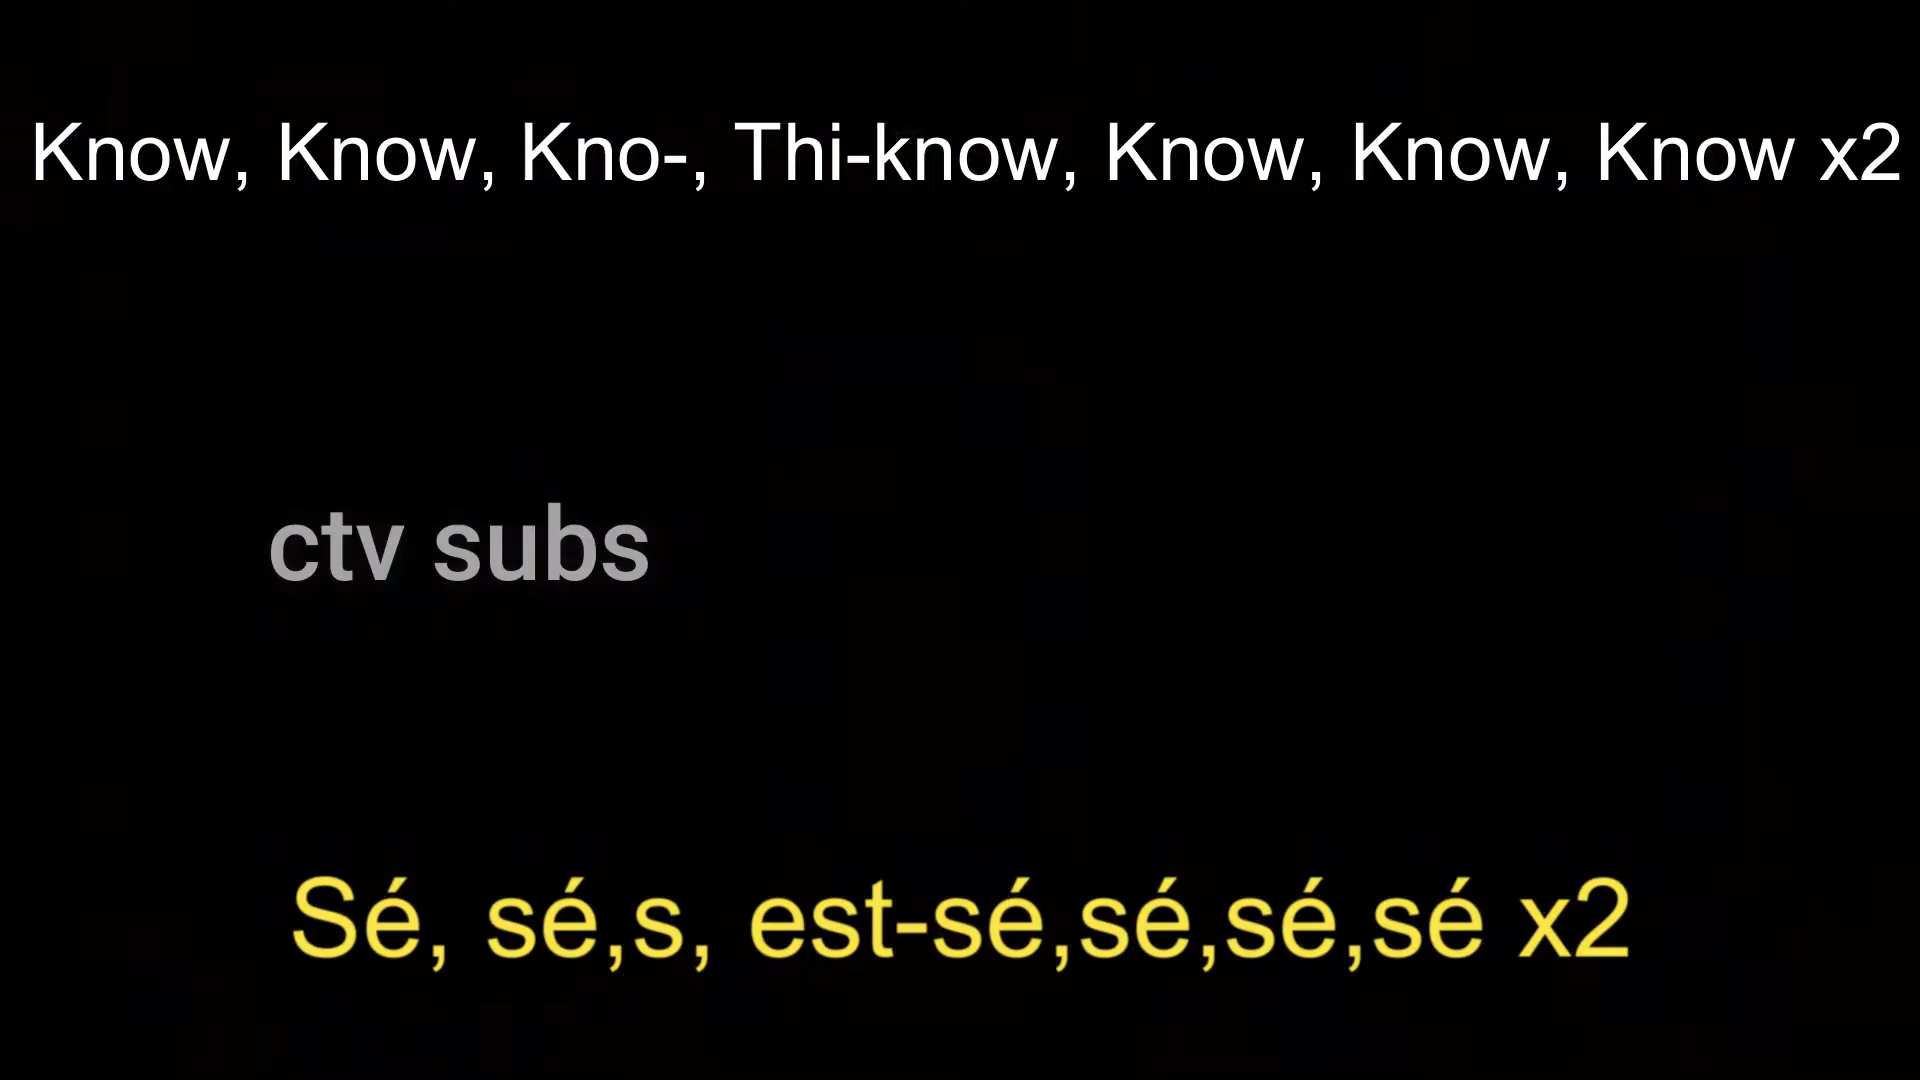 Know, Know, Kno-, Thi-know, Know, Know, Know x2
ctv subs
Sé, sé,s, est-sé,sé,sé,sé x2